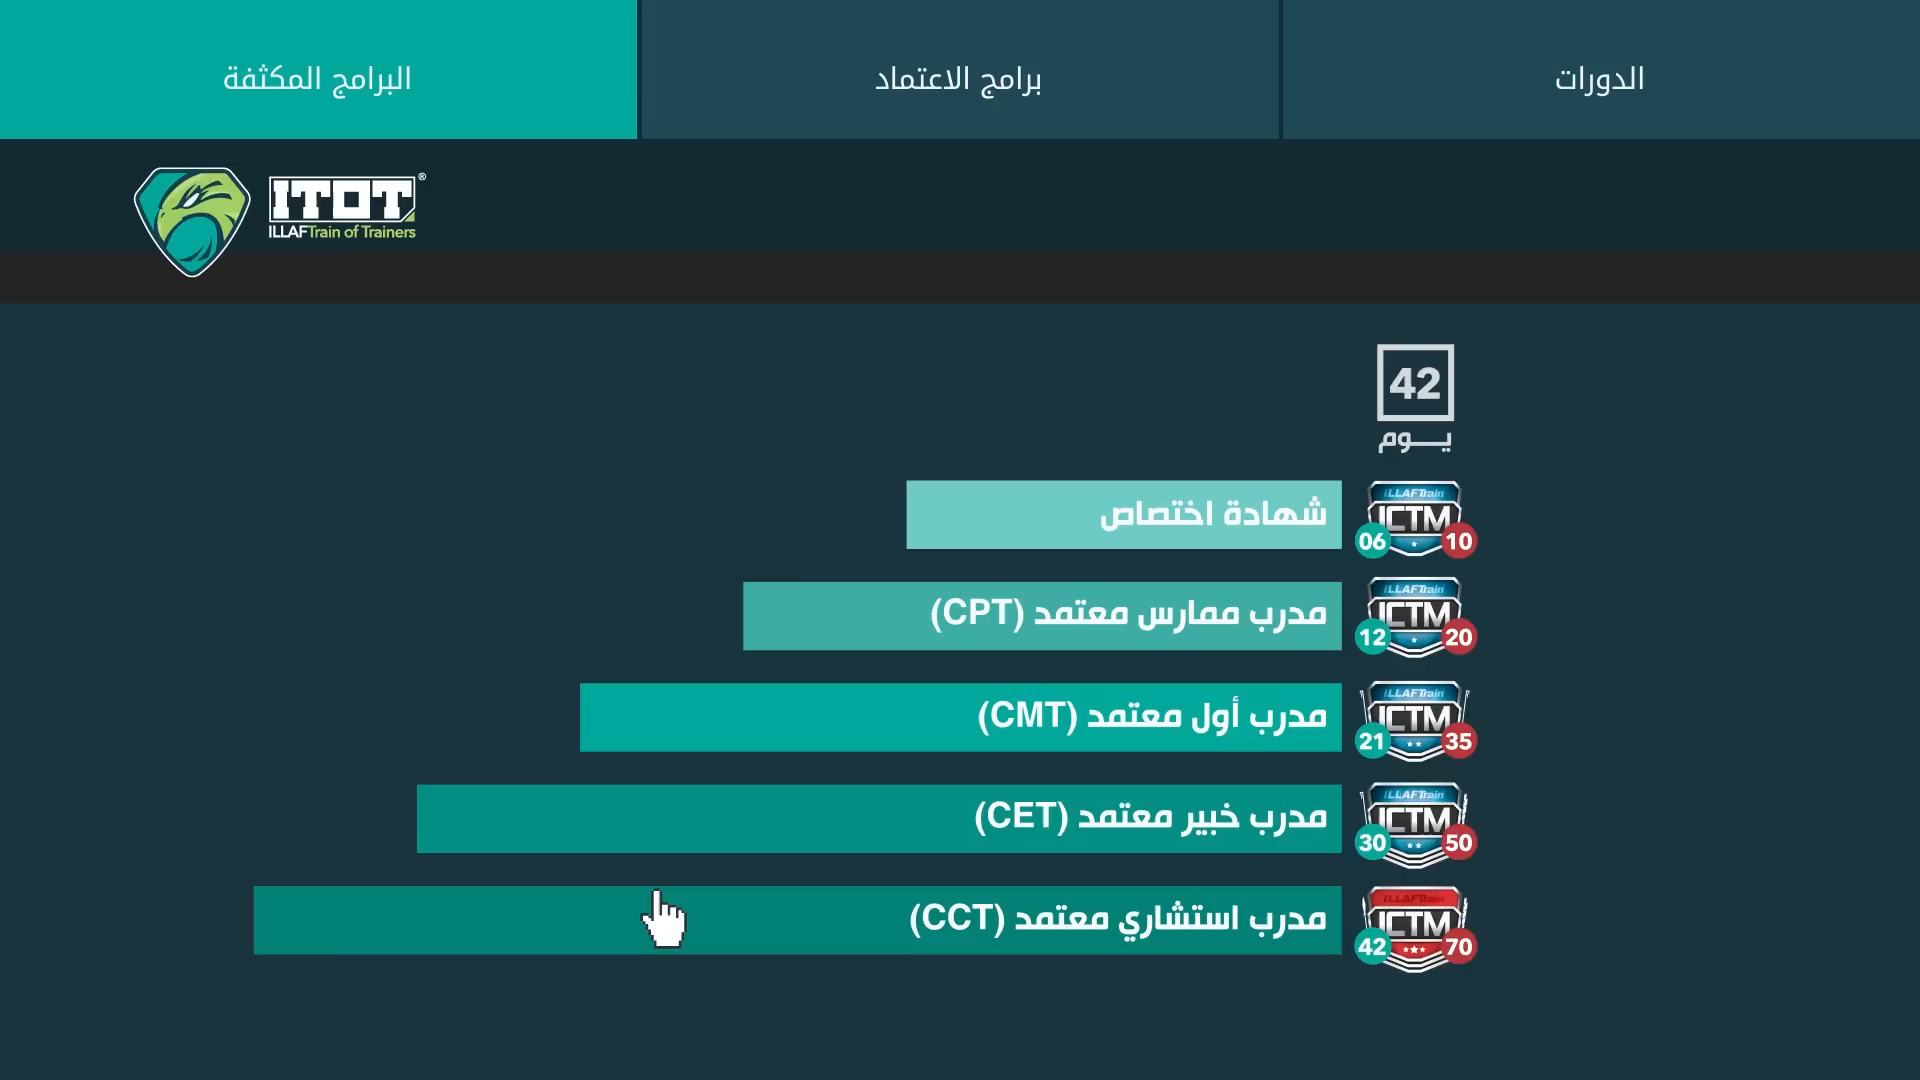 الدورات
برامج الاعتماد
البرامج المكثفة
ITOT®
ILLAFTrain of Trainers
42
يـــوم
شهادة اختصاص
ILLAFTrain
ICTM
06
10
مدرب ممارس معتمد (CPT)
ILLAFTrain
ICTM
12
20
مدرب أول معتمد (CMT)
ILLAFTrain
ICTM
21
35
مدرب خبير معتمد (CET)
ILLAFTrain
ICTM
30
50
مدرب استشاري معتمد (CCT)
ILLAFTrain
ICTM
42
70